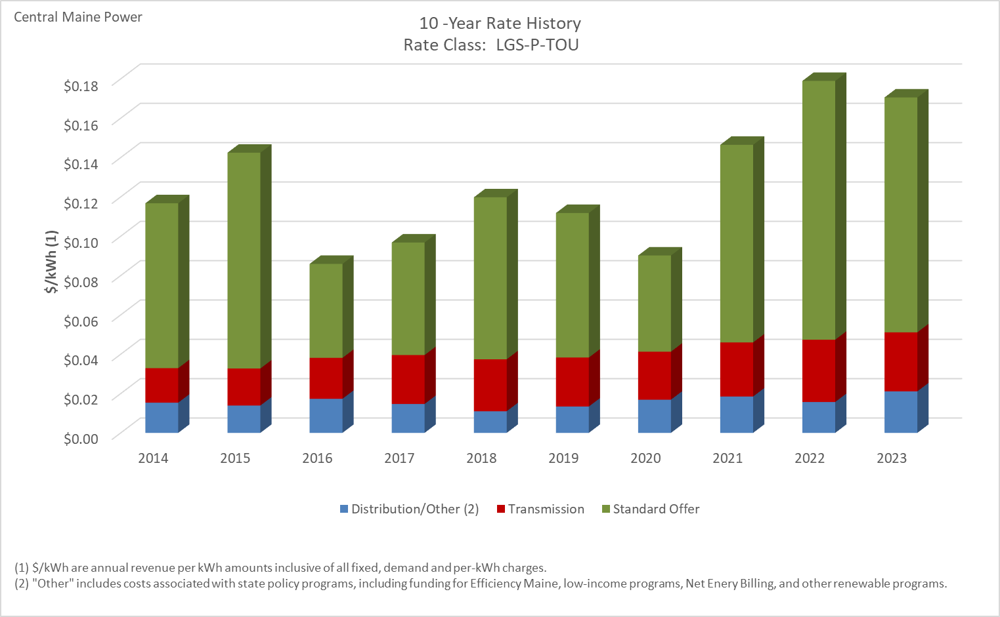 Central Maine Power
10 -Year Rate History
Rate Class:  LGS-P-TOU
$/kWh (1)
$0.18
$0.16
$0.14
$0.12
$0.10
$0.08
$0.06
$0.04
$0.02
$0.00
2014 2015 2016 2017 2018 2019 2020 2021 2022 2023
Distribution/Other (2) Transmission Standard Offer
(1) $/kWh are annual revenue per kWh amounts inclusive of all fixed, demand and per-kWh charges.
(2) "Other" includes costs associated with state policy programs, including funding for Efficiency Maine, low-income programs, Net Enery Billing, and other renewable programs.